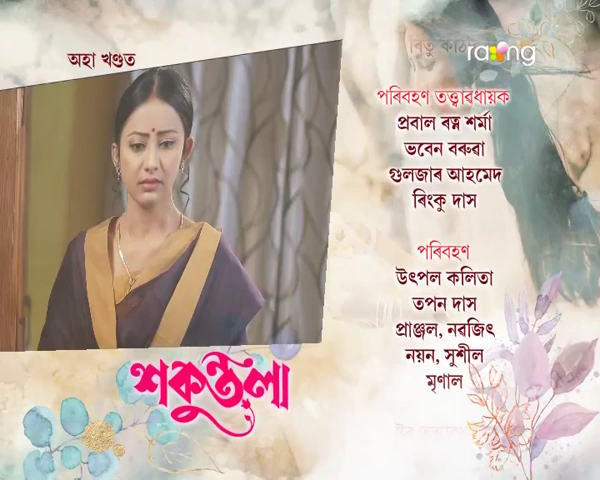 অহা খণ্ডত
rang
পৰিবহণ তত্ত্বাৱধায়ক
প্ৰবাল ৰত্ন শৰ্মা
ভবেন বৰুৱা
গুলজাৰ আহমেদ
ৰিংকু দাস
পৰিবহণ
উৎপল কলিতা
তপন দাস
প্ৰাঞ্জল, নৱজিৎ
নয়ন, সুশীল
মৃণাল
শকুন্তলা